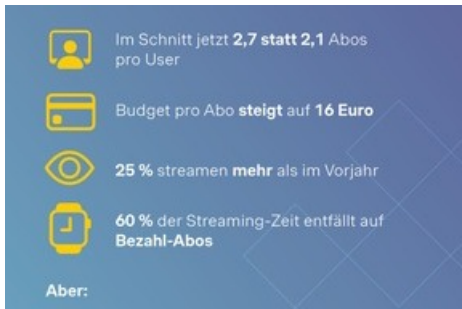 Im Schnitt jetzt 2,7 statt 2,1 Abos
pro User
Budget pro Abo steigt auf 16 Euro
25 % streamen mehr als im Vorjahr
60 % der Streaming-Zeit entfällt auf
Bezahl-Abos
Aber: